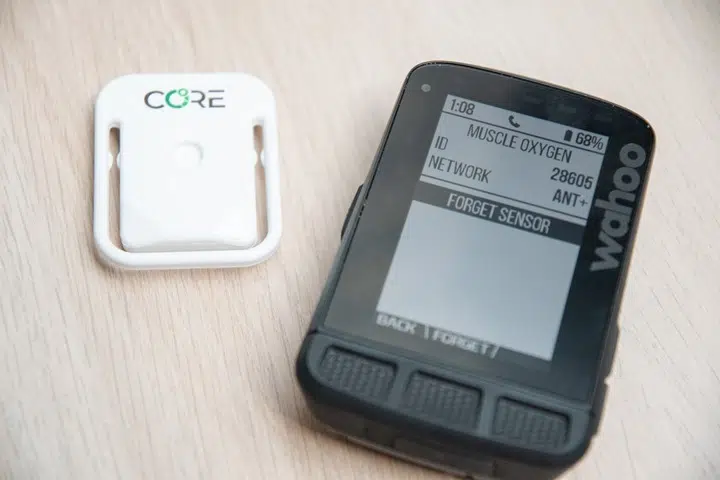 CORE
1:08 68%
MUSCLE OXYGEN
ID 28605
NETWORK ANT+
FORGET SENSOR
BACK \ FORGET /
wahoo